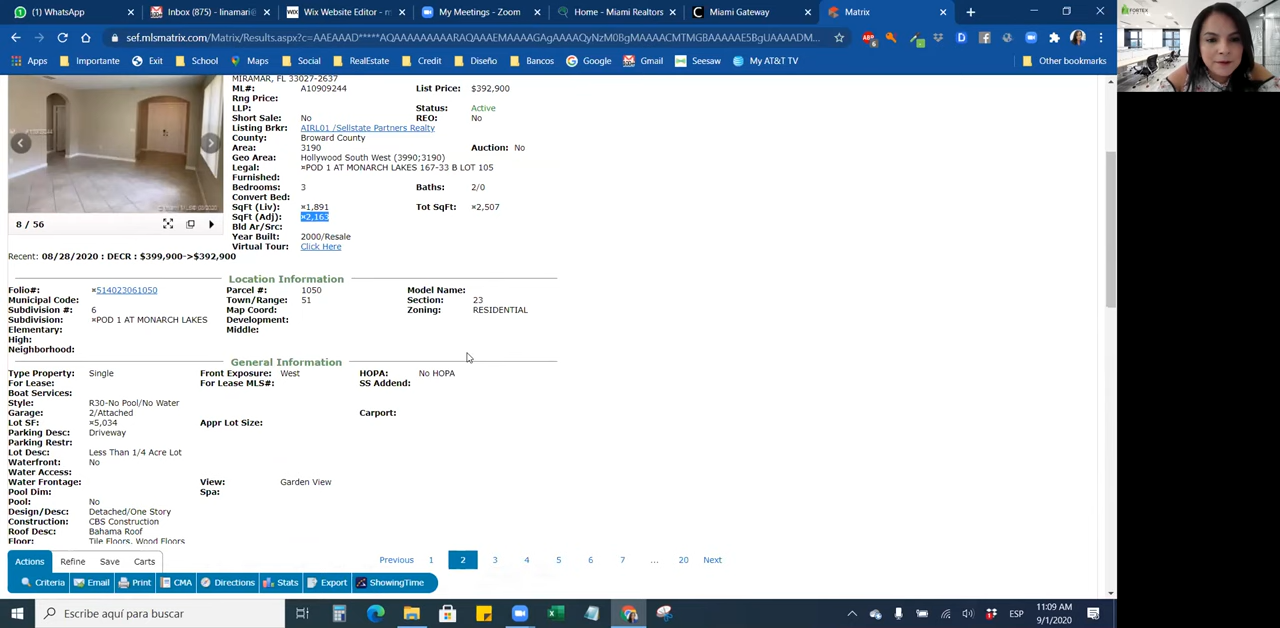 (1) WhatsApp
Inbox (875) - linamari@
Wix Website Editor - m
My Meetings - Zoom
Home - Miami Realtors
Miami Gateway
Matrix
sef.mlsmatrix.com/Matrix/Results.aspx?c=AAEAAAD*****AQAAAAAAAAARAQAAAEMAAAAGAgAAAAQyNzM0BgMAAAACMTMGBAAAAAE5BgUAAAADM...
Apps
Importante
Exit
School
Maps
Social
RealEstate
Credit
Diseño
Bancos
Google
Gmail
Seesaw
My AT&T TV
Other bookmarks
FORTEX
MIRAMAR, FL 33027-2637
ML#: A10909244 List Price: $392,900
Rng Price:
LLP: Status: Active
Short Sale: No REO: No
Listing Brkr: AIRL01 /Sellstate Partners Realty
County: Broward County
Area: 3190 Auction: No
Geo Area: Hollywood South West (3990;3190)
Legal: ¤POD 1 AT MONARCH LAKES 167-33 B LOT 105
Furnished:
Bedrooms: 3 Baths: 2/0
Convert Bed:
SqFt (Liv): ¤1,891 Tot SqFt: ¤2,507
SqFt (Adj): ¤2,163
Bld Ar/Src:
Year Built: 2000/Resale
Virtual Tour: Click Here
8 / 56
Recent: 08/28/2020 : DECR : $399,900->$392,900
Location Information
Folio#: ¤514023061050 Parcel #: 1050 Model Name:
Municipal Code: Town/Range: 51 Section: 23
Subdivision #: 6 Map Coord: Zoning: RESIDENTIAL
Subdivision: ¤POD 1 AT MONARCH LAKES Development:
Elementary: Middle:
High:
Neighborhood:
General Information
Type Property: Single Front Exposure: West HOPA: No HOPA
For Lease: For Lease MLS#: SS Addend:
Boat Services:
Style: R30-No Pool/No Water
Garage: 2/Attached Carport:
Lot SF: ¤5,034 Appr Lot Size:
Parking Desc: Driveway
Parking Restr:
Lot Desc: Less Than 1/4 Acre Lot
Waterfront: No
Water Access:
Water Frontage: View: Garden View
Pool Dim: Spa:
Pool: No
Design/Desc: Detached/One Story
Construction: CBS Construction
Roof Desc: Bahama Roof
Floor: Tile Floors, Wood Floors
Actions Refine Save Carts
Previous 1 2 3 4 5 6 7 ... 20 Next
Criteria Email Print CMA Directions Stats Export ShowingTime
Escribe aquí para buscar
ESP
11:09 AM
9/1/2020